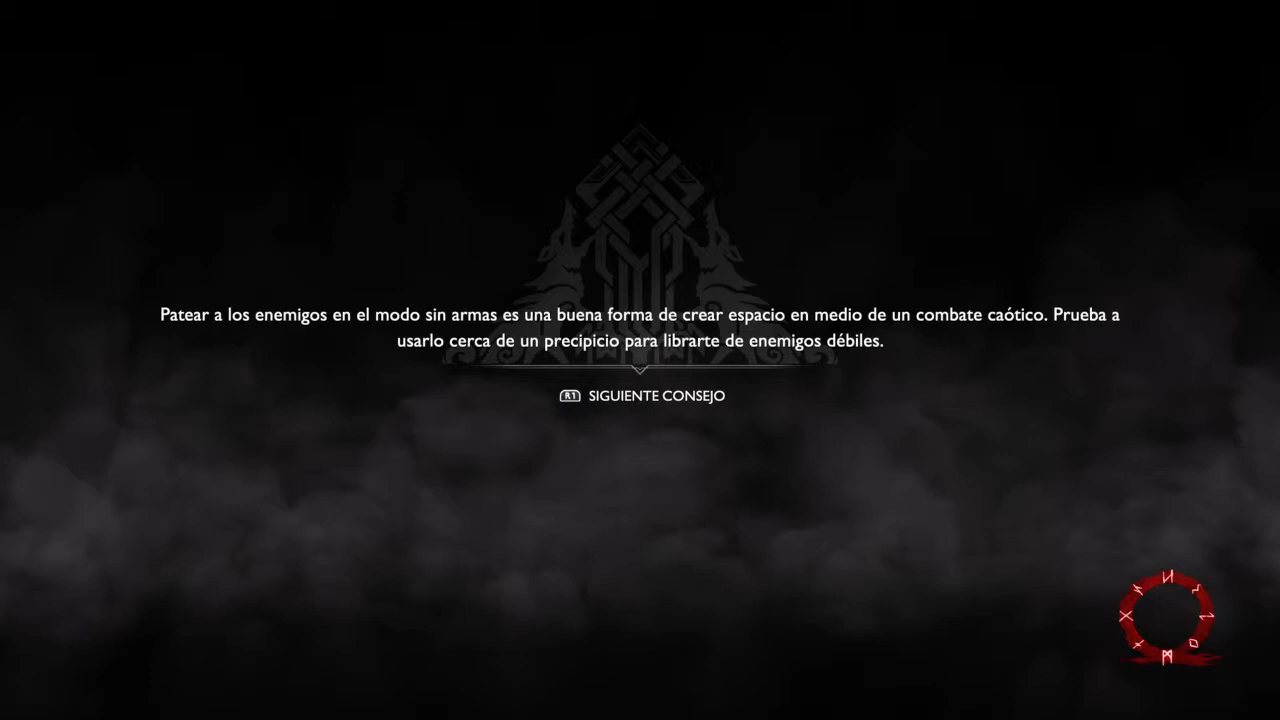 Patear a los enemigos en el modo sin armas es una buena forma de crear espacio en medio de un combate caótico. Prueba a
usarlo cerca de un precipicio para librarte de enemigos débiles.
R1 SIGUIENTE CONSEJO